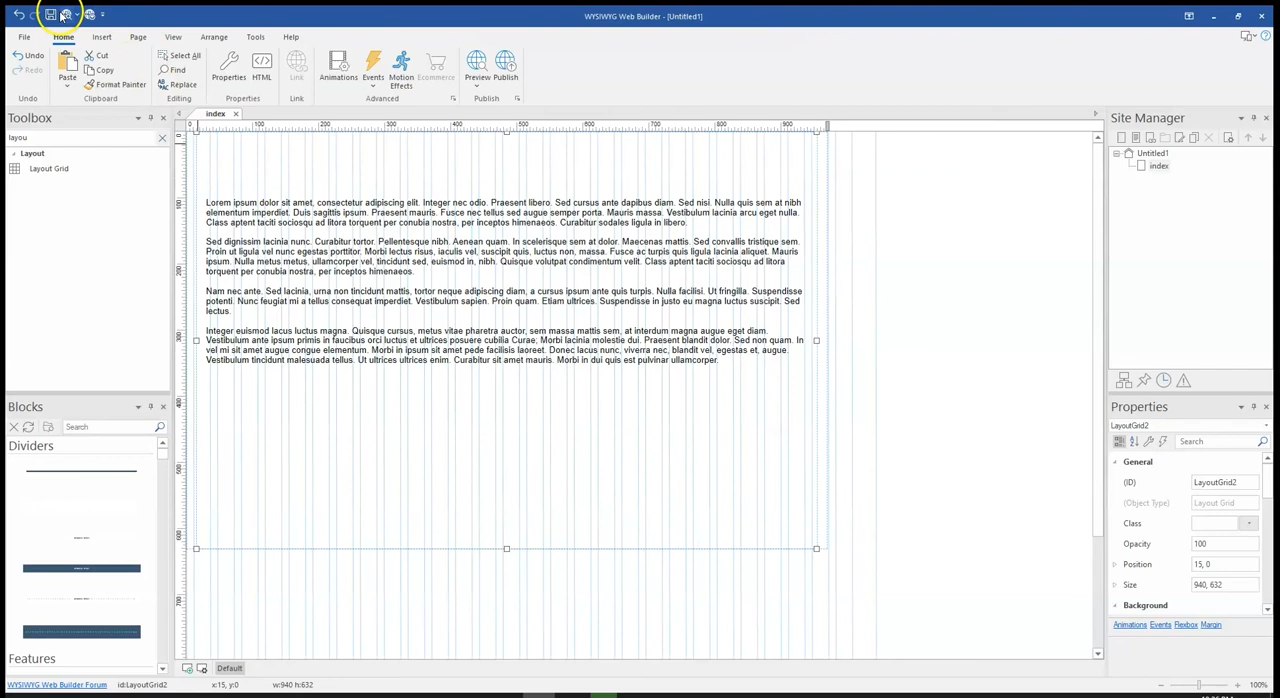 WYSIWYG Web Builder - [Untitled1]
File Home Insert Page View Arrange Tools Help
Undo Cut Select All
Redo Copy Find
Paste Format Painter Replace
Properties HTML Link Animations Events Motion Effects Ecommerce Preview Publish
Undo Clipboard Editing Properties Link Advanced Publish
Toolbox
layou
Layout
Layout Grid
Blocks
Search
Dividers
Features
WYSIWYG Web Builder Forum
index
0 100 200 300 400 500 600 700 800 900
0
100
200
300
400
500
600
700
Lorem ipsum dolor sit amet, consectetur adipiscing elit. Integer nec odio. Praesent libero. Sed cursus ante dapibus diam. Sed nisi. Nulla quis sem at nibh
elementum imperdiet. Duis sagittis ipsum. Praesent mauris. Fusce nec tellus sed augue semper porta. Mauris massa. Vestibulum lacinia arcu eget nulla.
Class aptent taciti sociosqu ad litora torquent per conubia nostra, per inceptos himenaeos. Curabitur sodales ligula in libero.
Sed dignissim lacinia nunc. Curabitur tortor. Pellentesque nibh. Aenean quam. In scelerisque sem at dolor. Maecenas mattis. Sed convallis tristique sem.
Proin ut ligula vel nunc egestas porttitor. Morbi lectus risus, iaculis vel, suscipit quis, luctus non, massa. Fusce ac turpis quis ligula lacinia aliquet. Mauris
ipsum. Nulla metus metus, ullamcorper vel, tincidunt sed, euismod in, nibh. Quisque volutpat condimentum velit. Class aptent taciti sociosqu ad litora
torquent per conubia nostra, per inceptos himenaeos.
Nam nec ante. Sed lacinia, urna non tincidunt mattis, tortor neque adipiscing diam, a cursus ipsum ante quis turpis. Nulla facilisi. Ut fringilla. Suspendisse
potenti. Nunc feugiat mi a tellus consequat imperdiet. Vestibulum sapien. Proin quam. Etiam ultrices. Suspendisse in justo eu magna luctus suscipit. Sed
lectus.
Integer euismod lacus luctus magna. Quisque cursus, metus vitae pharetra auctor, sem massa mattis sem, at interdum magna augue eget diam.
Vestibulum ante ipsum primis in faucibus orci luctus et ultrices posuere cubilia Curae; Morbi lacinia molestie dui. Praesent blandit dolor. Sed non quam. In
vel mi sit amet augue congue elementum. Morbi in ipsum sit amet pede facilisis laoreet. Donec lacus nunc, viverra nec, blandit vel, egestas et, augue.
Vestibulum tincidunt malesuada tellus. Ut ultrices ultrices enim. Curabitur sit amet mauris. Morbi in dui quis est pulvinar ullamcorper.
Default
id:LayoutGrid2 x:15, y:0 w:940 h:632
Site Manager
Untitled1
index
Properties
LayoutGrid2
Search
General
(ID) LayoutGrid2
(Object Type) Layout Grid
Class
Opacity 100
Position 15, 0
Size 940, 632
Background
Animations Events Flexbox Margin
100%